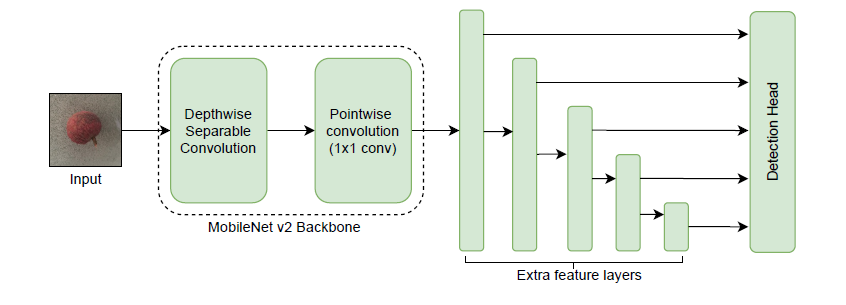 Input
Depthwise
Separable
Convolution
Pointwise
convolution
(1x1 conv)
MobileNet v2 Backbone
Extra feature layers
Detection Head